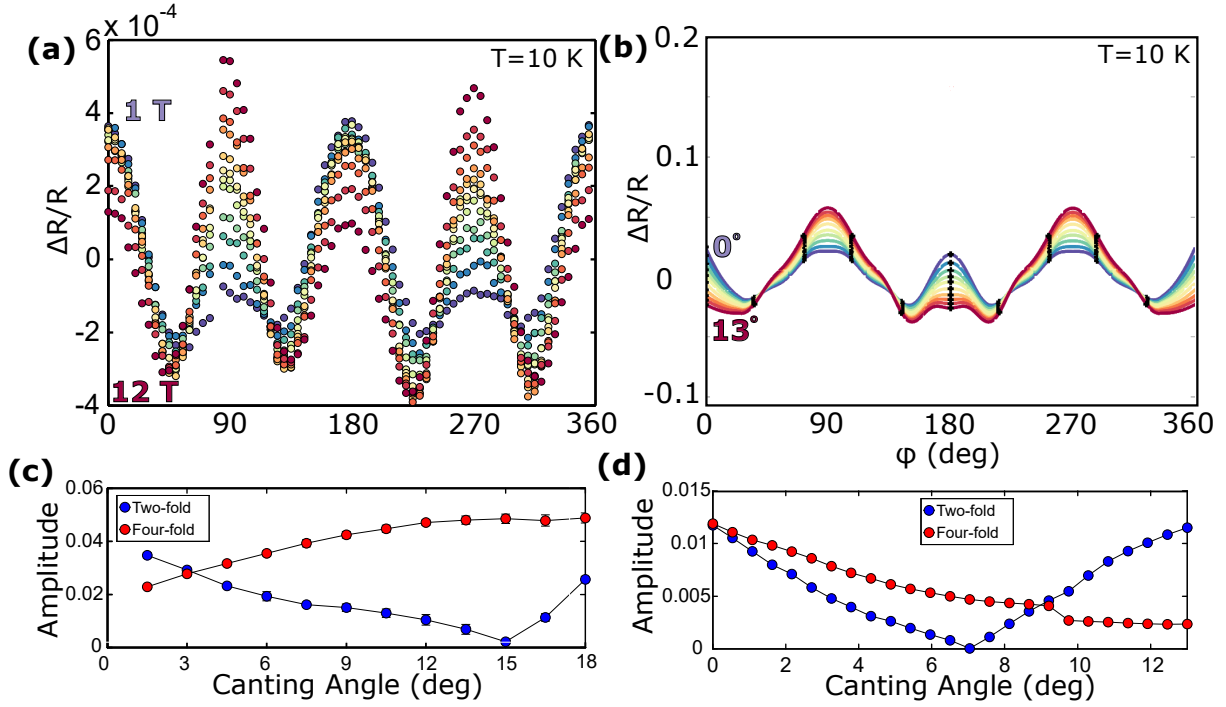 6 x 10⁻⁴
(a)
T=10 K
1 T
12 T
ΔR/R
4
2
0
-2
-4
0 90 180 270 360
(b)
T=10 K
0.2
0.1
0
-0.1
ΔR/R
0°
13°
0 90 180 270 360
φ (deg)
(c)
0.06
0.04
0.02
0
Amplitude
Two-fold
Four-fold
3 6 9 12 15 18
Canting Angle (deg)
(d)
0.015
0.01
0.005
0
Amplitude
Two-fold
Four-fold
0 2 4 6 8 10 12
Canting Angle (deg)